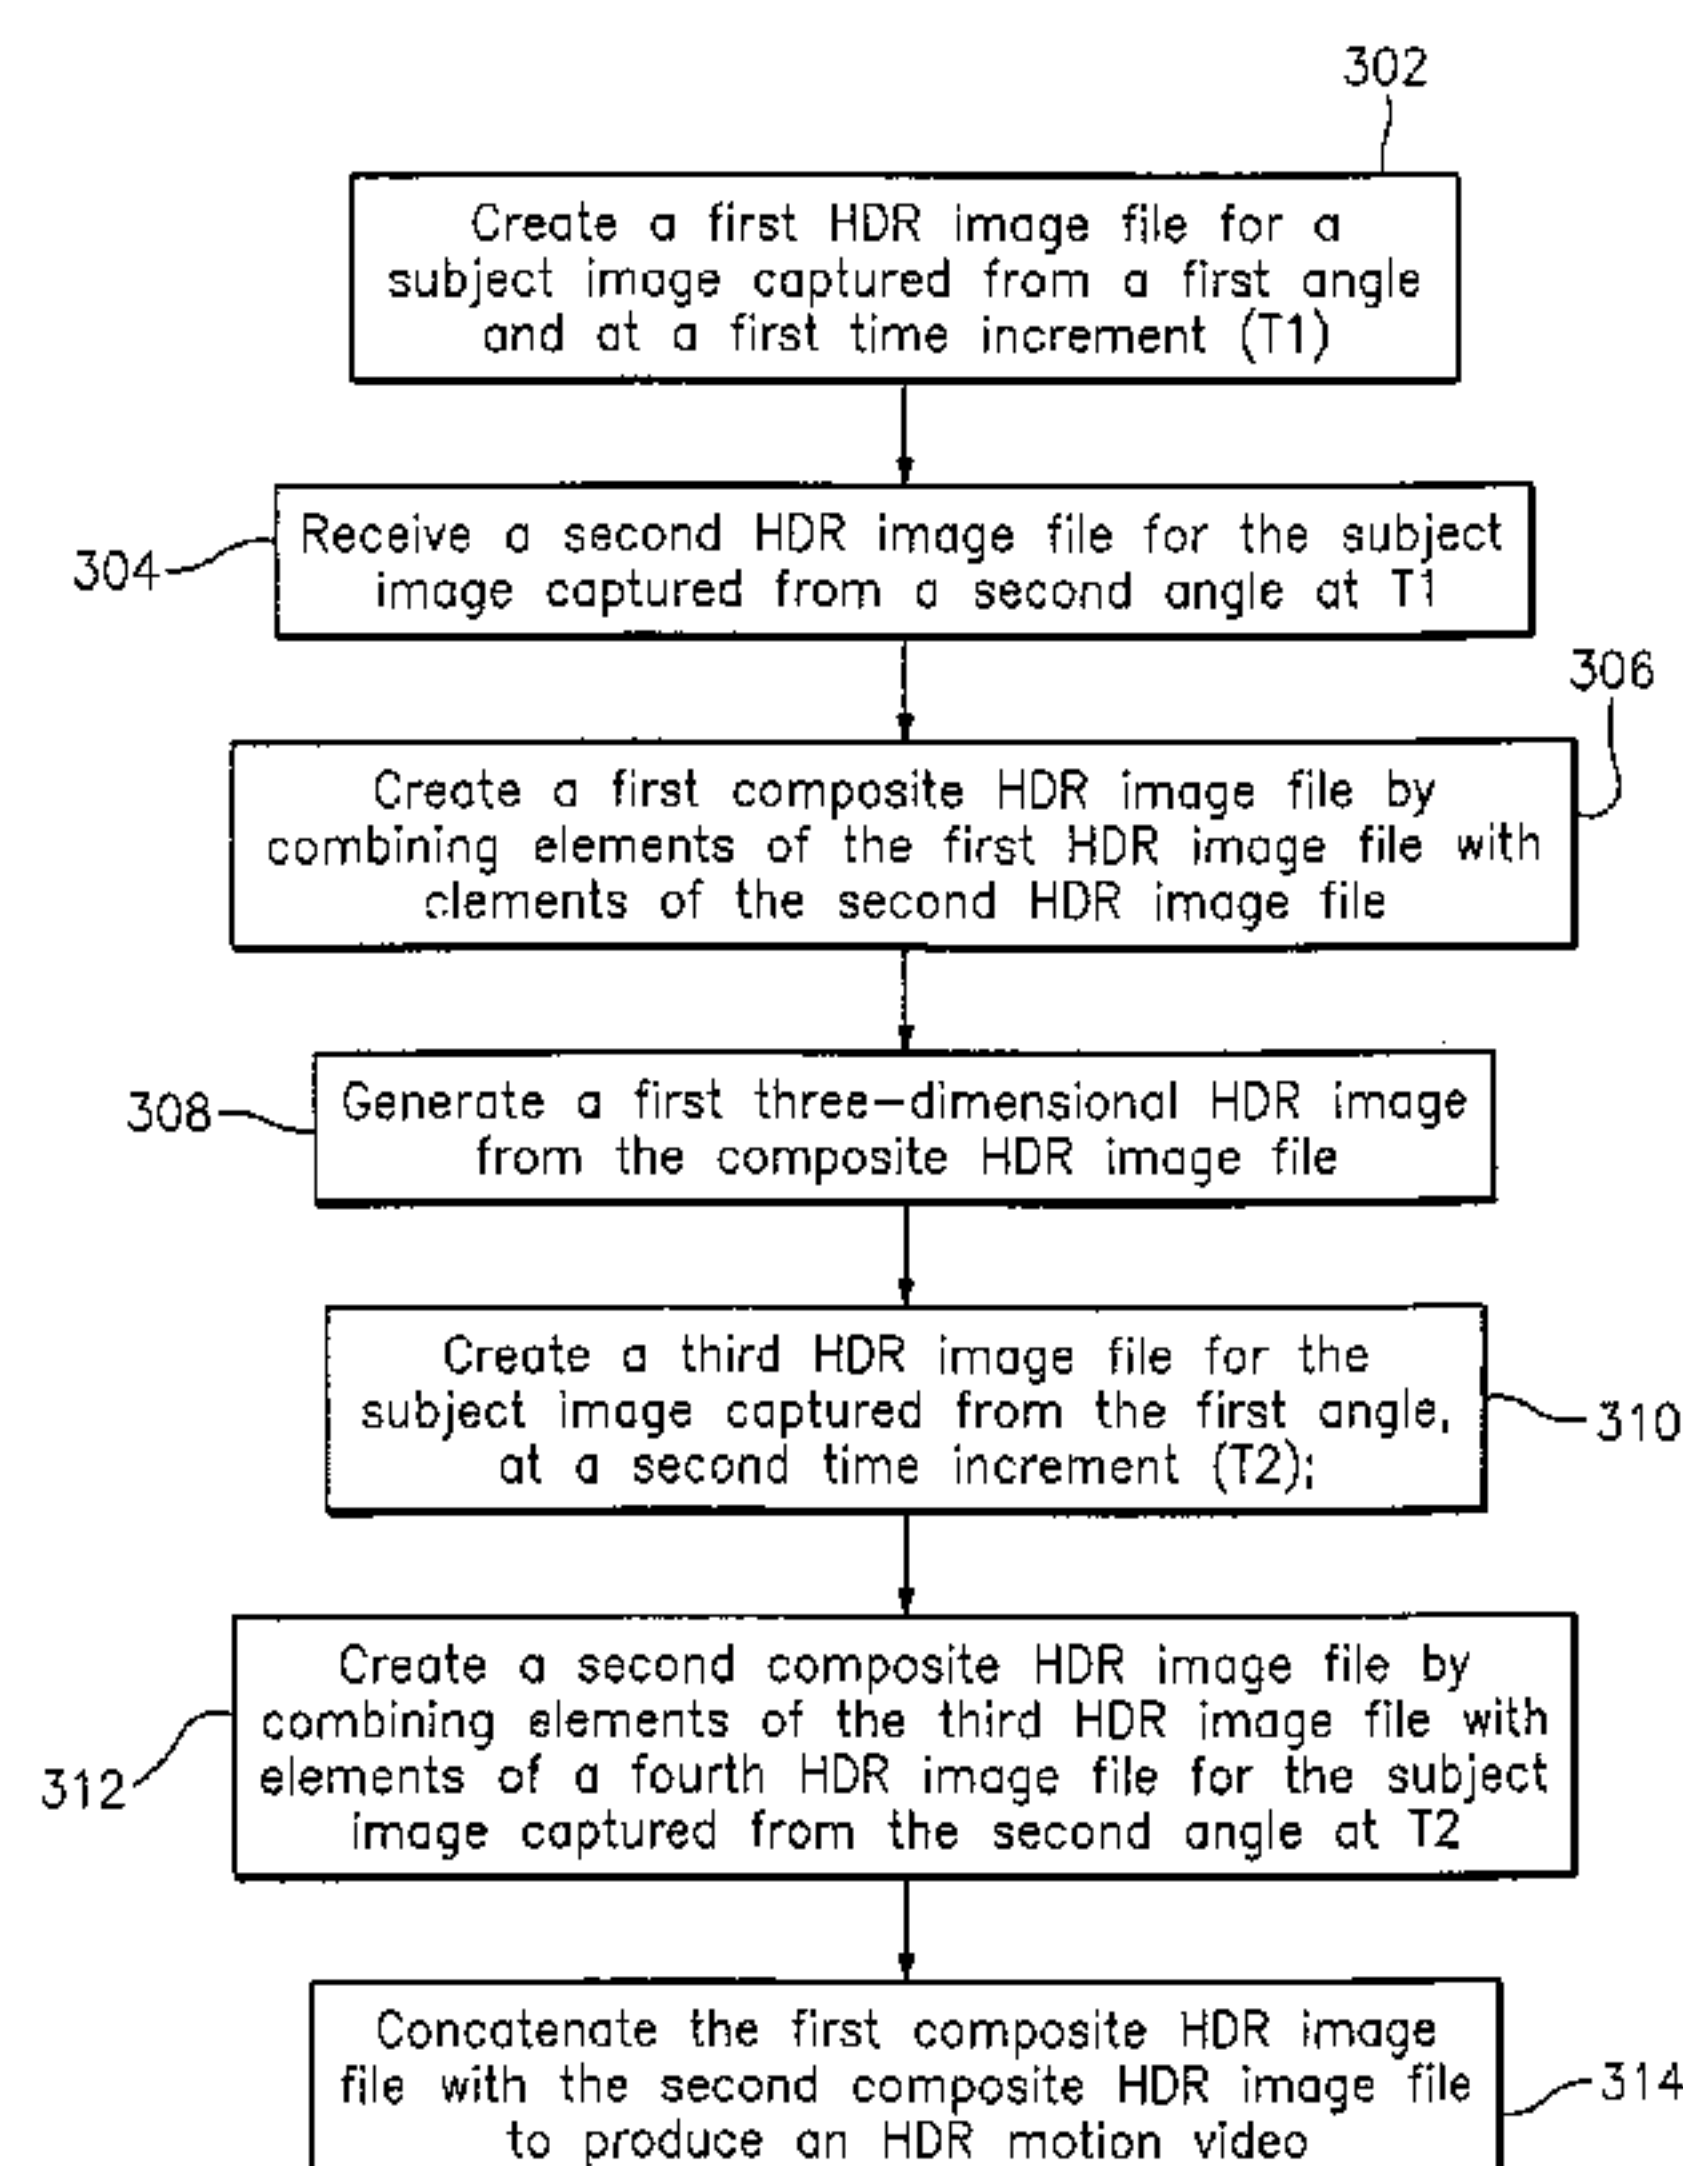 302
Create a first HDR image file for a
subject image captured from a first angle
and at a first time increment (T1)
304
Receive a second HDR image file for the subject
image captured from a second angle at T1
306
Create a first composite HDR image file by
combining elements of the first HDR image file with
elements of the second HDR image file
308
Generate a first three-dimensional HDR image
from the composite HDR image file
Create a third HDR image file for the
subject image captured from the first angle,
at a second time increment (T2);
310
Create a second composite HDR image file by
combining elements of the third HDR image file with
elements of a fourth HDR image file for the subject
image captured from the second angle at T2
312
Concatenate the first composite HDR image
file with the second composite HDR image file
to produce an HDR motion video
314